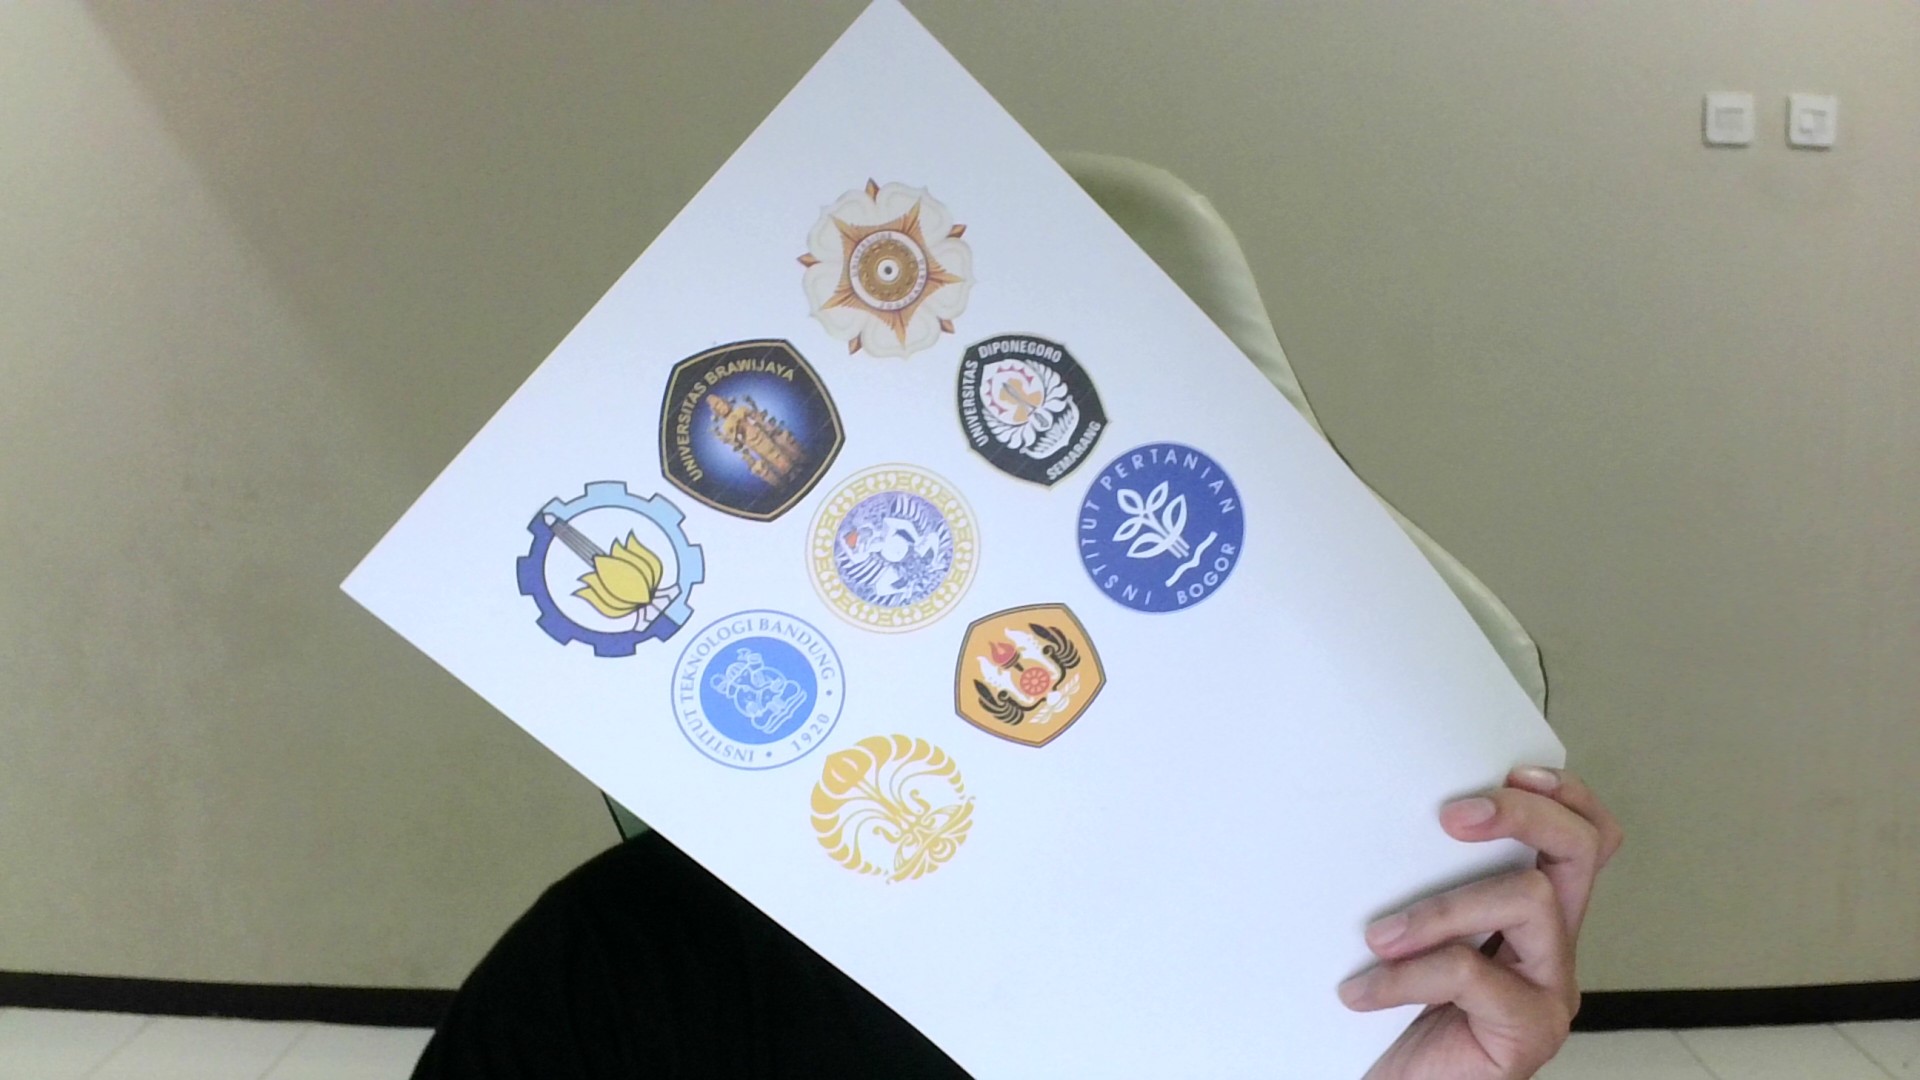 UNIVERSITAS BRAWIJAYA
UNIVERSITAS DIPONEGORO
SEMARANG
INSTITUT PERTANIAN
BOGOR
INSTITUT TEKNOLOGI BANDUNG
• 1920 •